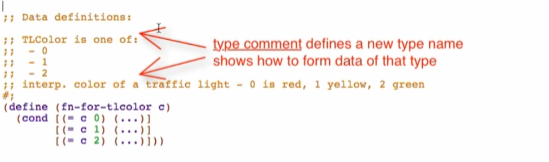 ;; Data definitions:
;; TLColor is one of:
;;  - 0
;;  - 1
;;  - 2
;; interp. color of a traffic light - 0 is red, 1 yellow, 2 green
#;
(define (fn-for-tlcolor c)
(cond [(= c 0) (...)]
[(= c 1) (...)]
[(= c 2) (...)]))
type comment defines a new type name
shows how to form data of that type